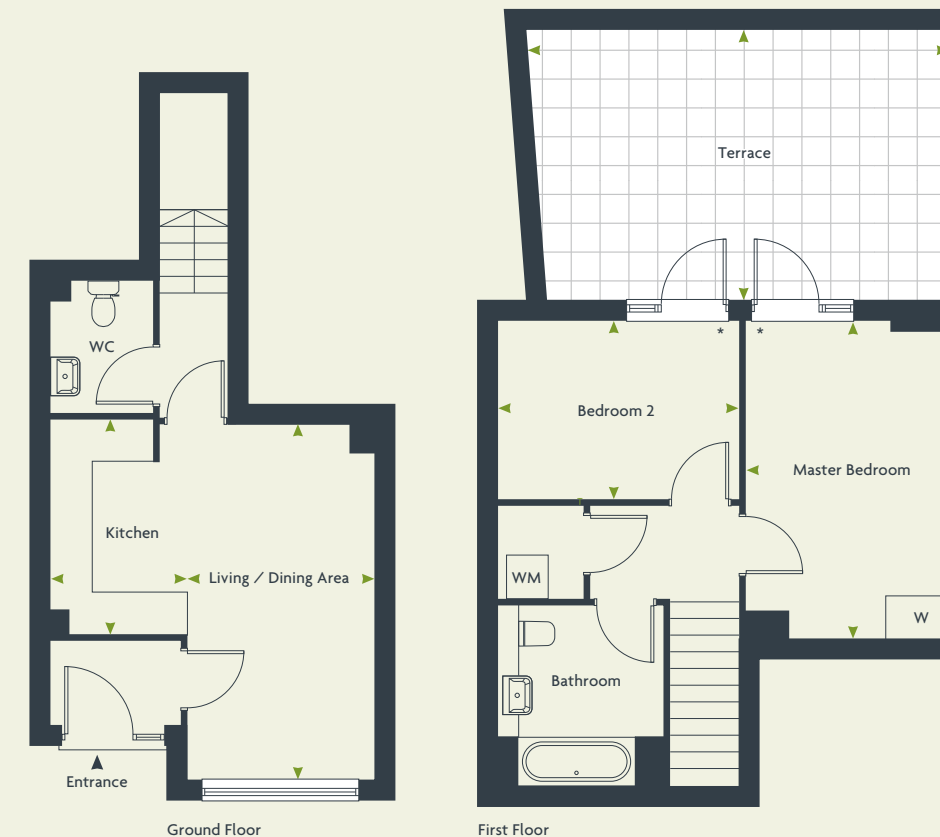 Terrace
WC
*
*
Bedroom 2
Master Bedroom
Kitchen
Living / Dining Area
WM
W
Bathroom
Entrance
Ground Floor
First Floor